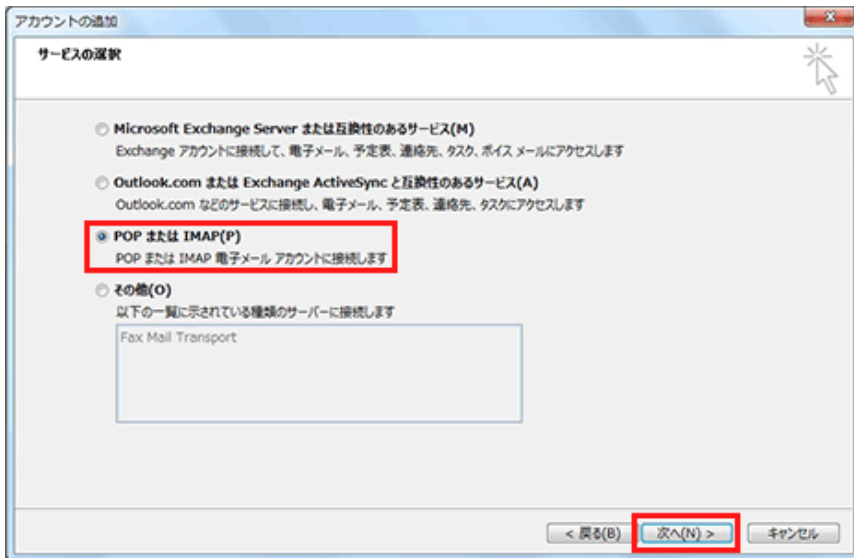 アカウントの追加
サービスの選択
Microsoft Exchange Server または互換性のあるサービス(M)
Exchange アカウントに接続して、電子メール、予定表、連絡先、タスク、ボイス メールにアクセスします
Outlook.com または Exchange ActiveSync と互換性のあるサービス(A)
Outlook.com などのサービスに接続し、電子メール、予定表、連絡先、タスクにアクセスします
POP または IMAP(P)
POP または IMAP 電子メール アカウントに接続します
その他(O)
以下の一覧に示されている種類のサーバーに接続します
Fax Mail Transport
< 戻る(B) 次へ(N) > キャンセル